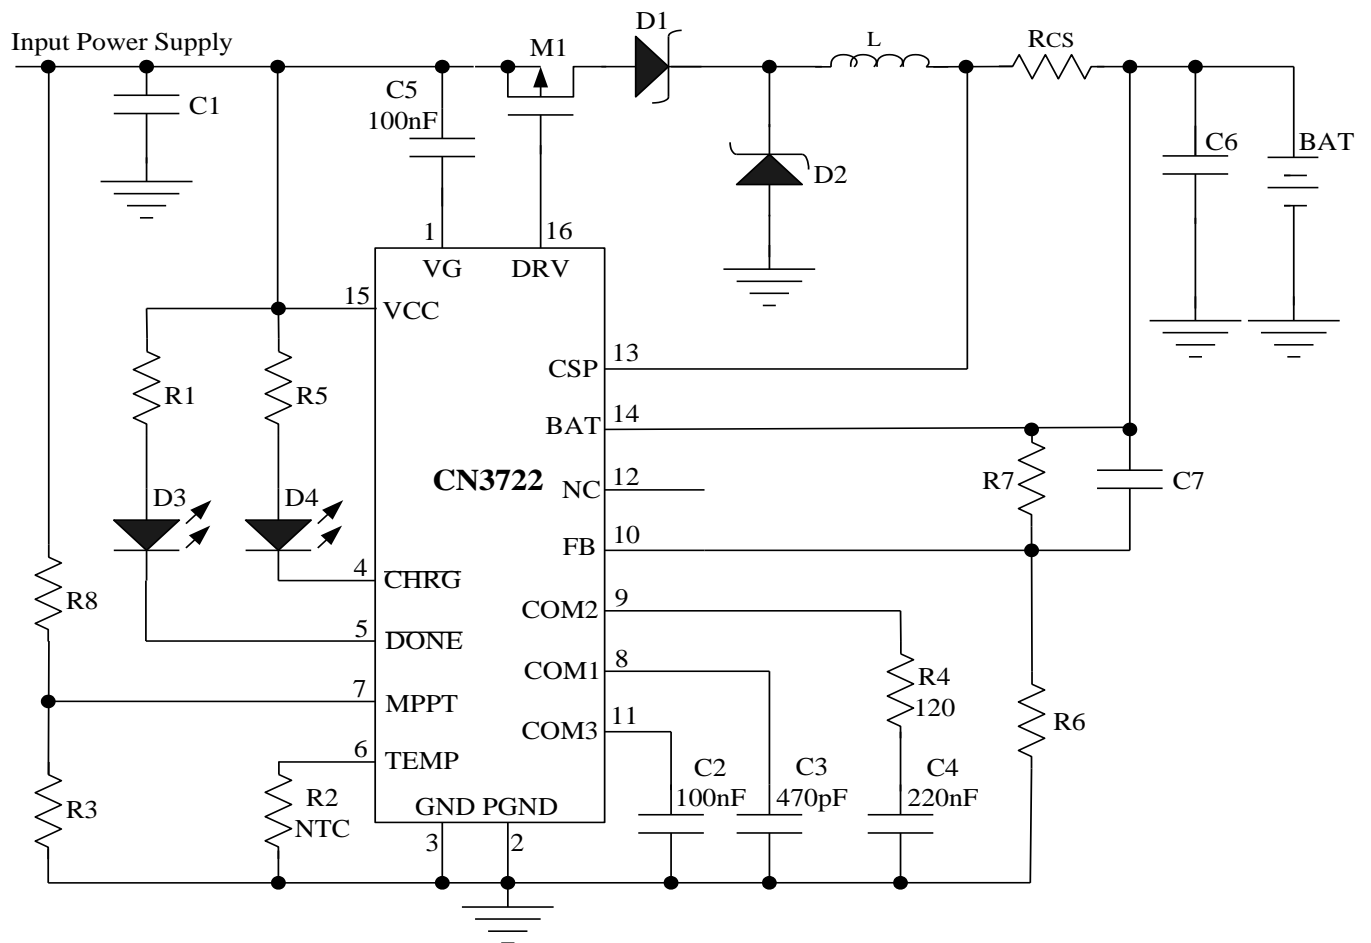 D1
Input Power Supply
M1
L
RCS
C5
100nF
C1
C6
BAT
D2
1
16
VG
DRV
15
VCC
CSP
13
R1
R5
BAT
14
CN3722
NC
12
R7
C7
D3
D4
FB
10
4
CHRG
R8
COM2
9
5
DONE
COM1
8
R4
120
7
MPPT
COM3
11
R6
6
TEMP
R3
R2
NTC
GND PGND
C2
100nF
C3
470pF
C4
220nF
3
2